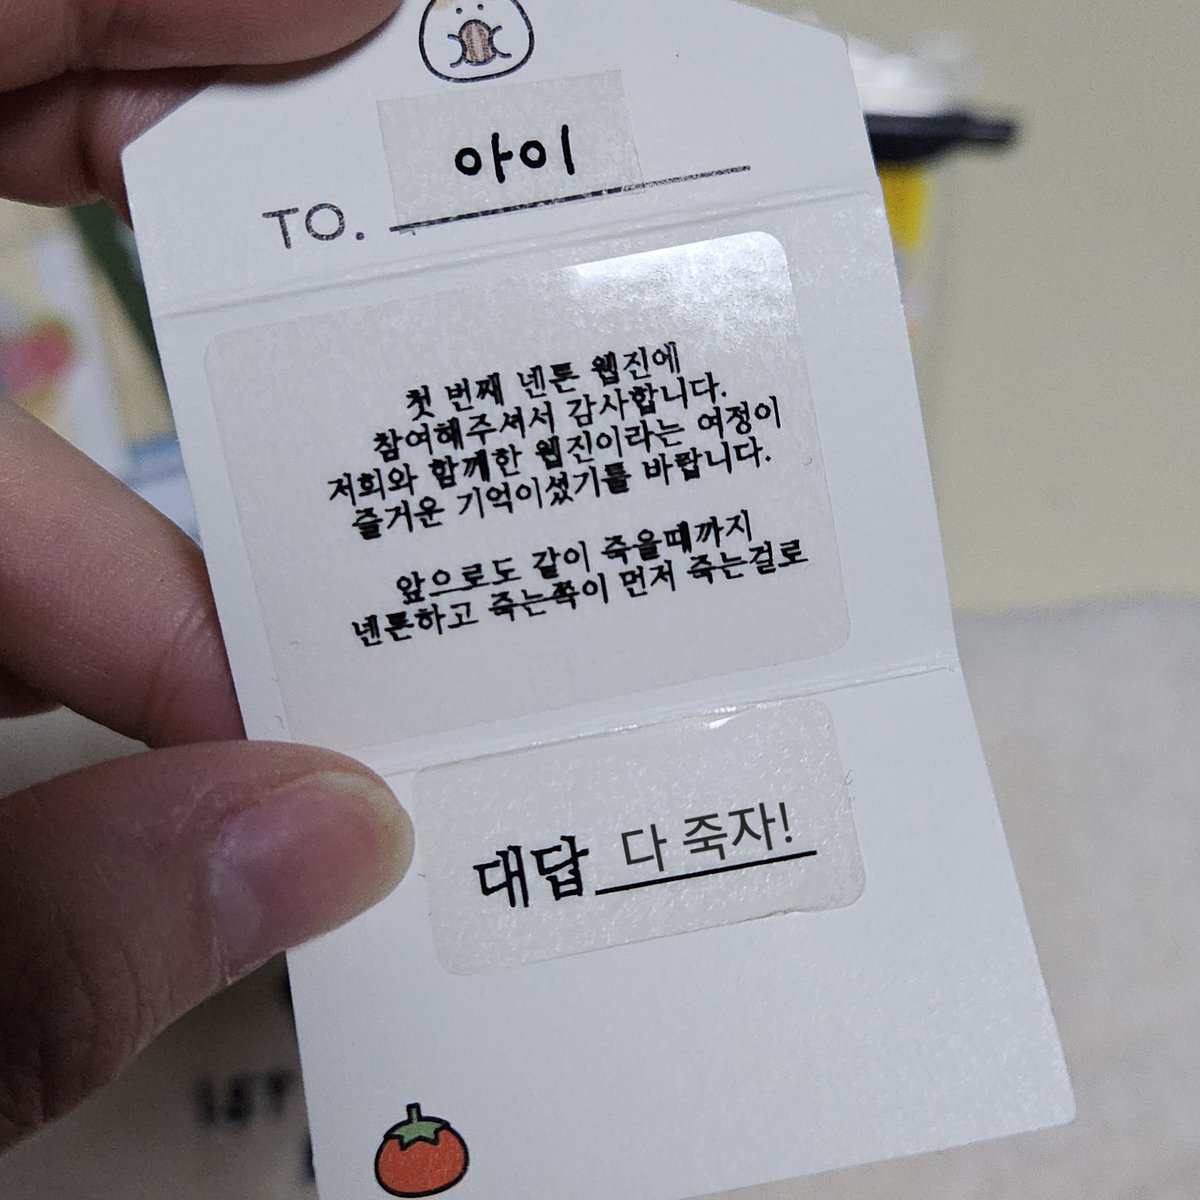 아이
TO.
첫 번째 넨톤 웹진에
참여해주셔서 감사합니다.
저희와 함께한 웹진이라는 여정이
즐거운 기억이셨기를 바랍니다.
앞으로도 같이 죽을때까지
넨톤하고 죽는쪽이 먼저 죽는걸로
대답 다 죽자!